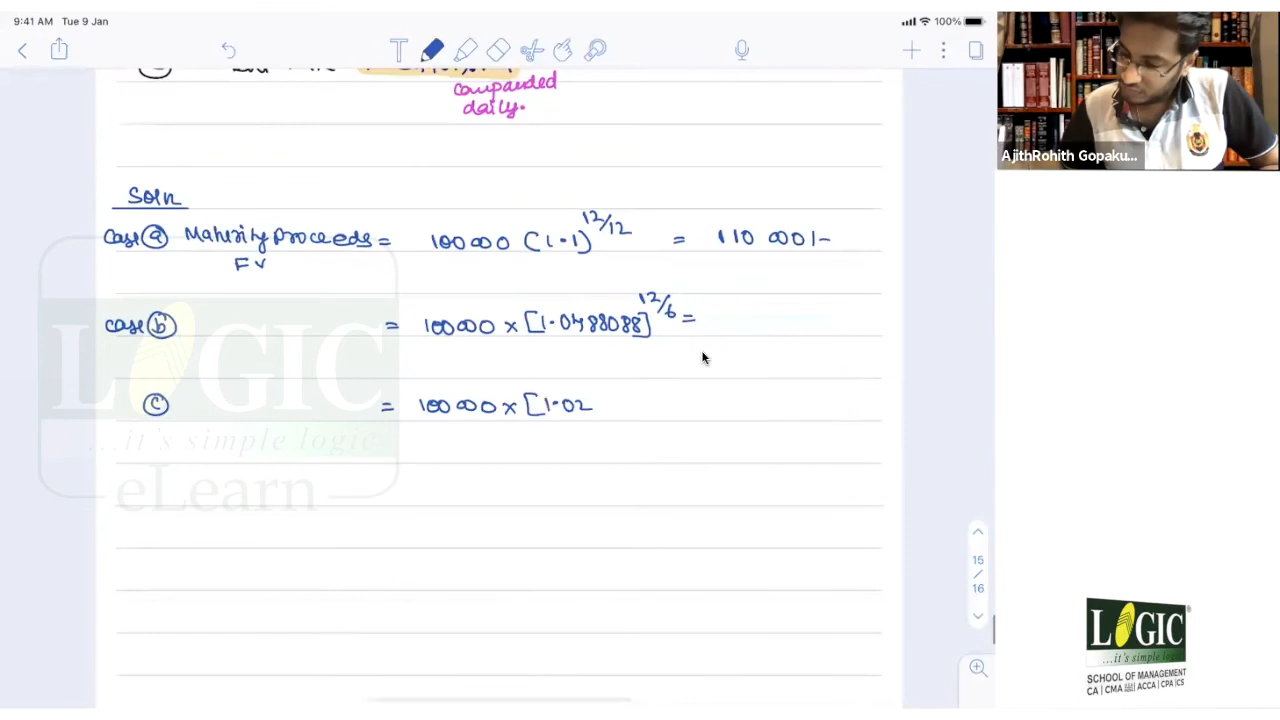 9:41 AM Tue 9 Jan
100%
compounded
daily.
AjithRohith Gopaku...
Soln
Case (a) Maturity proceeds = 100000 (1.1)^12/12 = 110 000/-
FV
case (b) = 100000 × [1.0488088]^12/6 =
(c) = 100000 × [1.02
LOGIC
...it's simple logic
eLearn
15
/
16
LOGIC
...it's simple logic
SCHOOL OF MANAGEMENT
CA | CMA | ACCA | CPA | CS